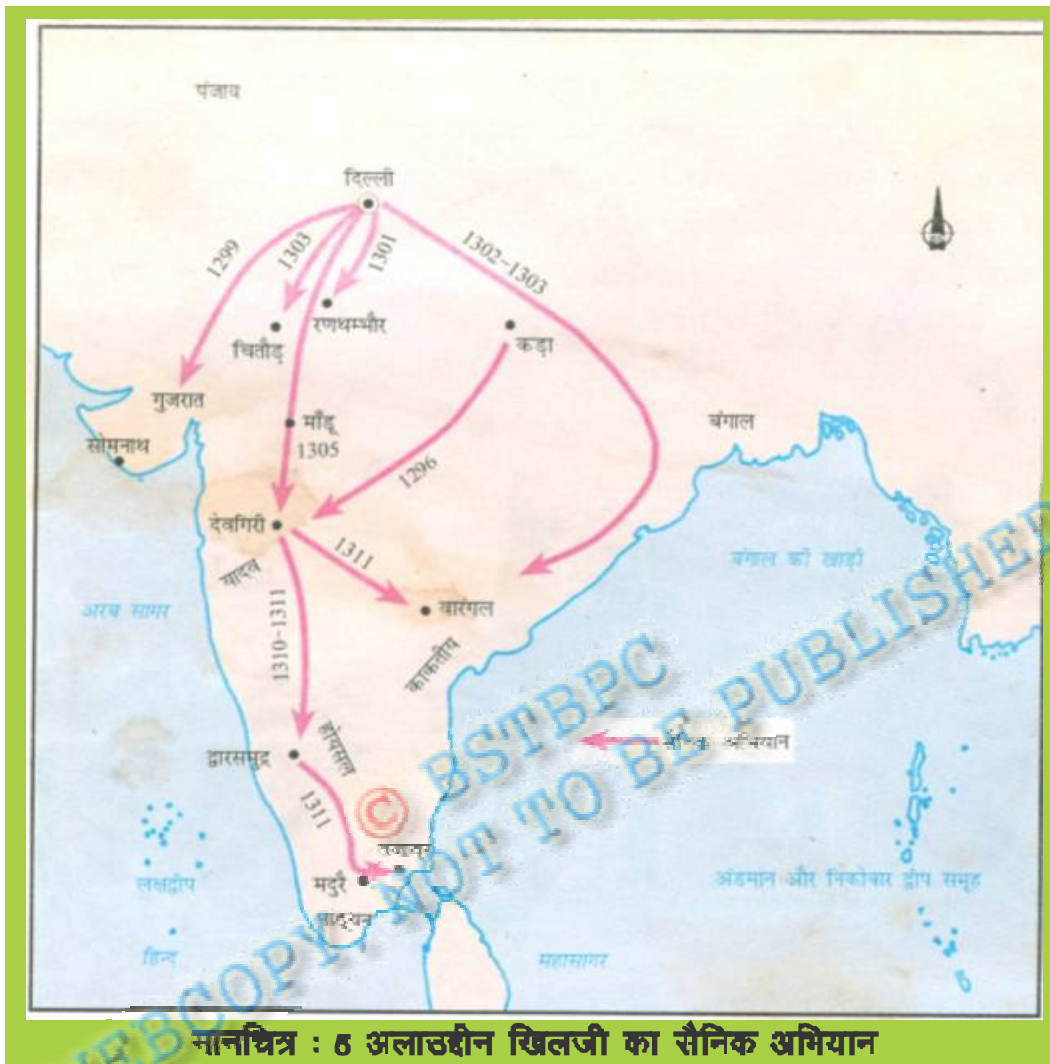 पंजाव
दिल्ली
1299
1303
1301
1302-1303
रणथम्भौर
चितौड़
कड़ा
गुजरात
माँडू
बंगाल
सोमनाथ
1305
1296
देवगिरी
1311
बंगाल की खाड़ी
यादव
अरब सागर
वारंगल
1310-1311
काकतीय
होयसल
अभियान
द्वारसमुद्र
1311
मदुरै
लक्षद्वीप
अंडमान और निकोबार द्वीप समूह
हिन्द
महासागर
© BSTBPC
WEBCOPY, NOT TO BE PUBLISHED
मानचित्र : 5 अलाउद्दीन खिलजी का सैनिक अभियान